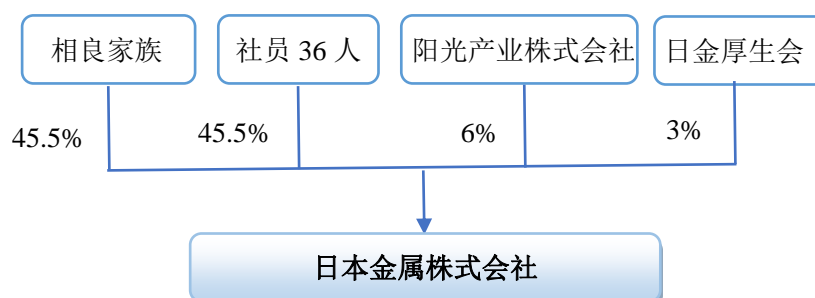 相良家族
社员 36 人
阳光产业株式会社
日金厚生会
45.5%
45.5%
6%
3%
日本金属株式会社